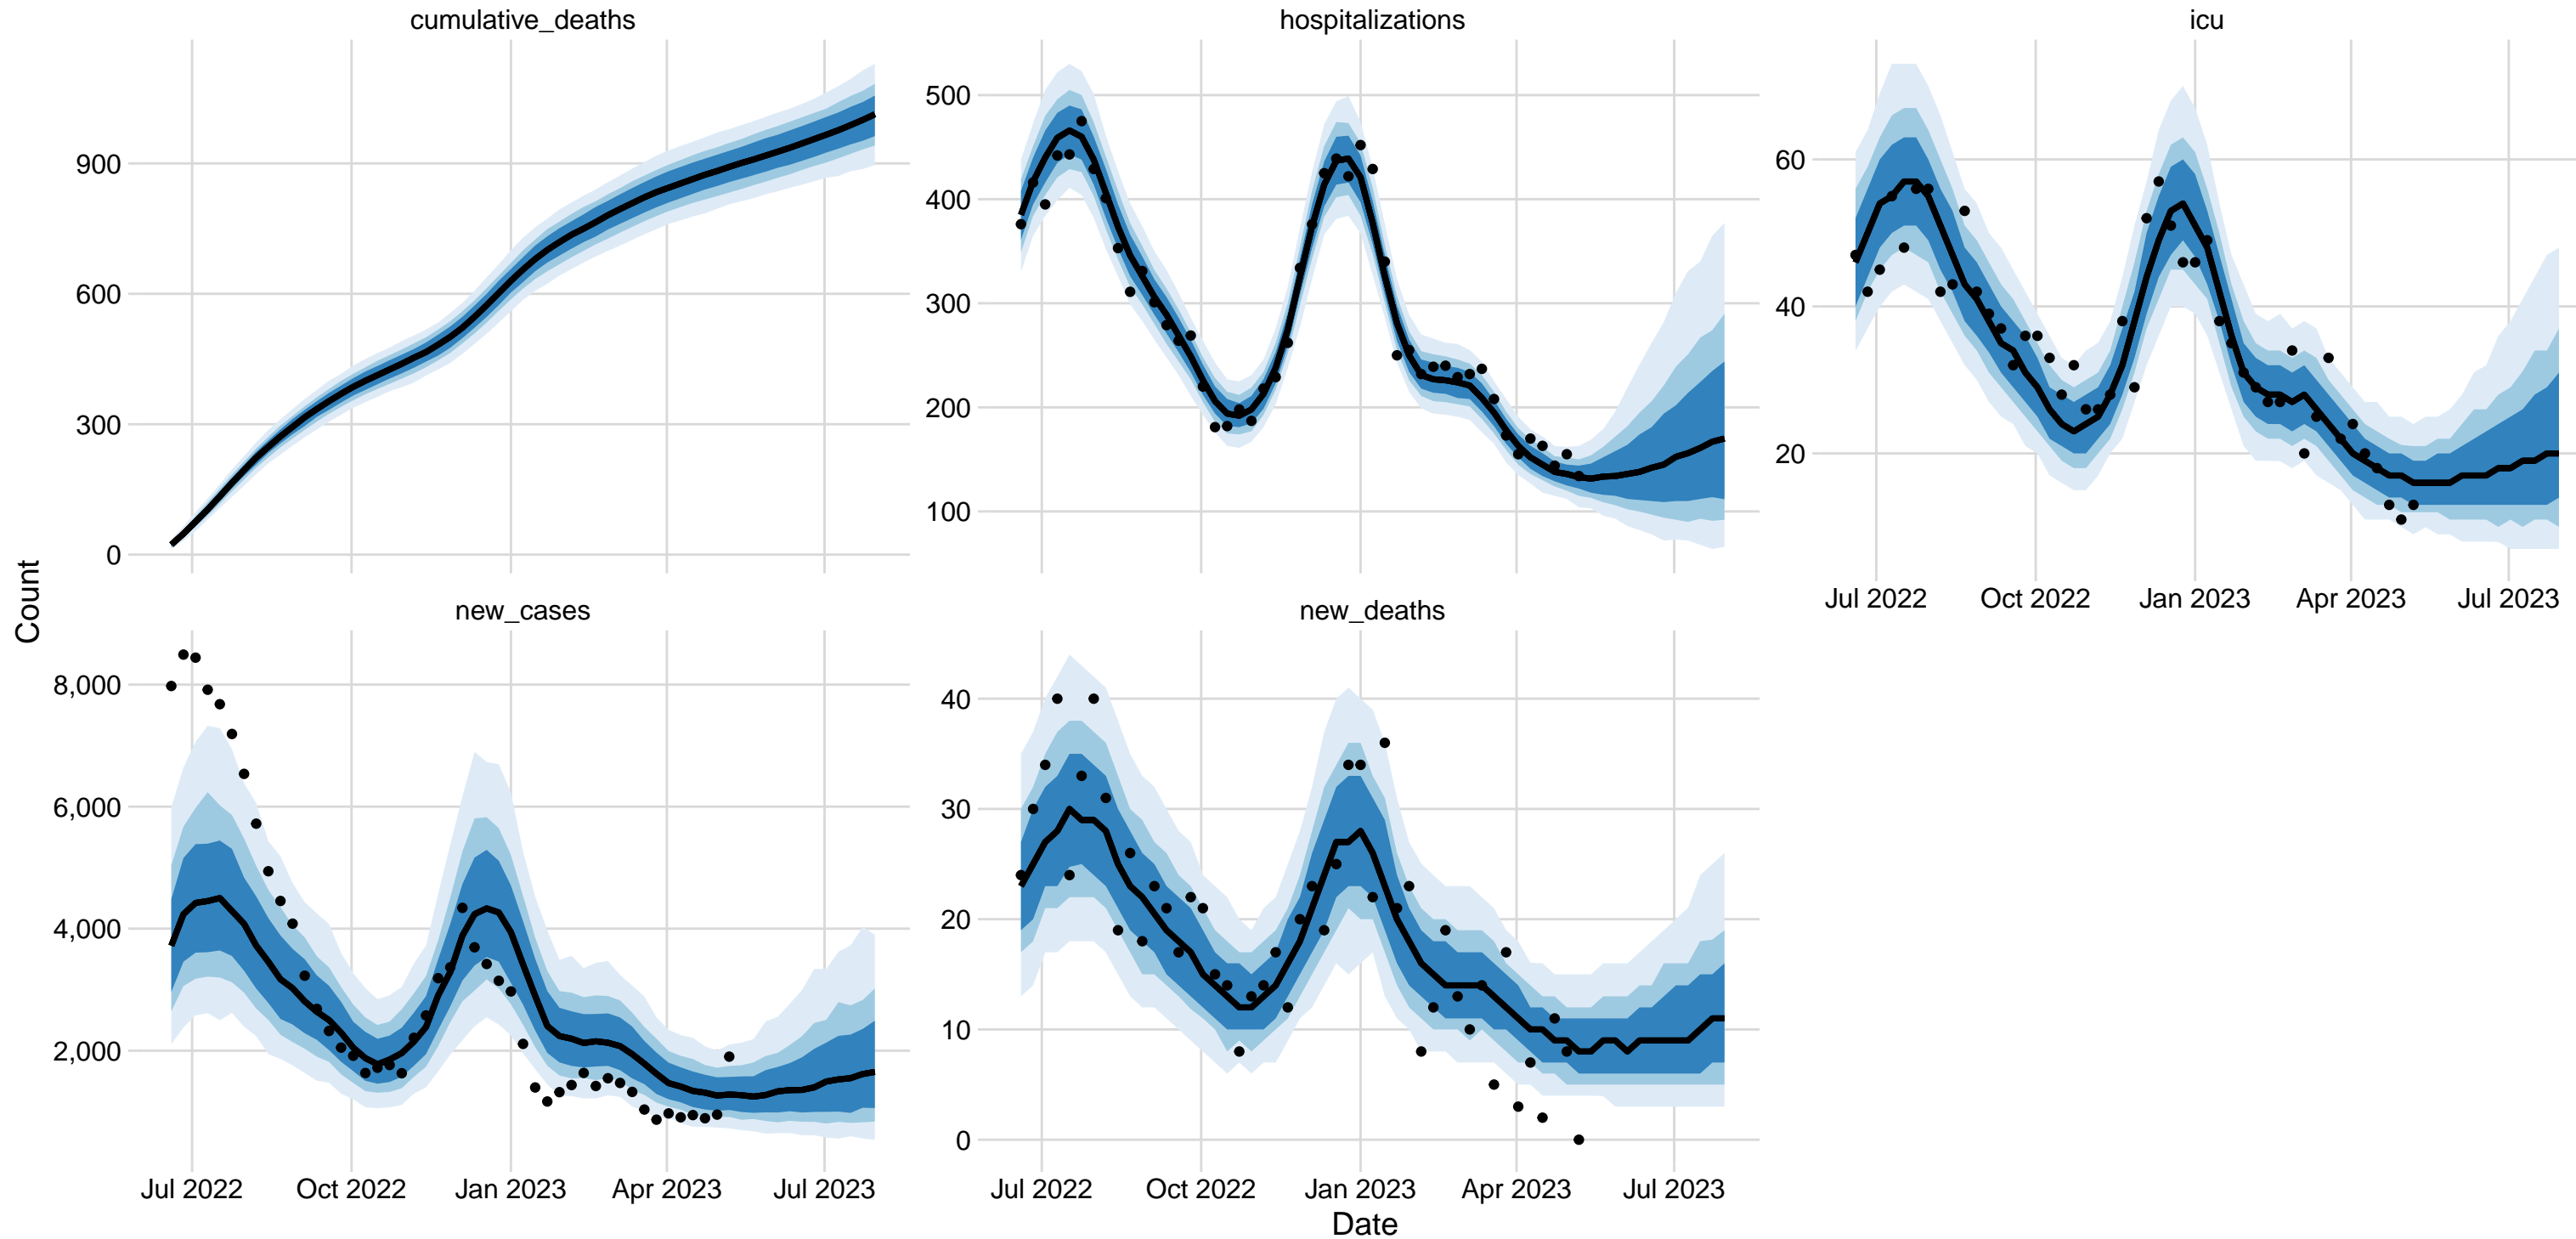 cumulative_deaths
hospitalizations
icu
900
600
300
0
500
400
300
200
100
60
40
20
Jul 2022 Oct 2022 Jan 2023 Apr 2023 Jul 2023
Count
new_cases
new_deaths
8,000
6,000
4,000
2,000
40
30
20
10
0
Jul 2022 Oct 2022 Jan 2023 Apr 2023 Jul 2023
Jul 2022 Oct 2022 Jan 2023 Apr 2023 Jul 2023
Date